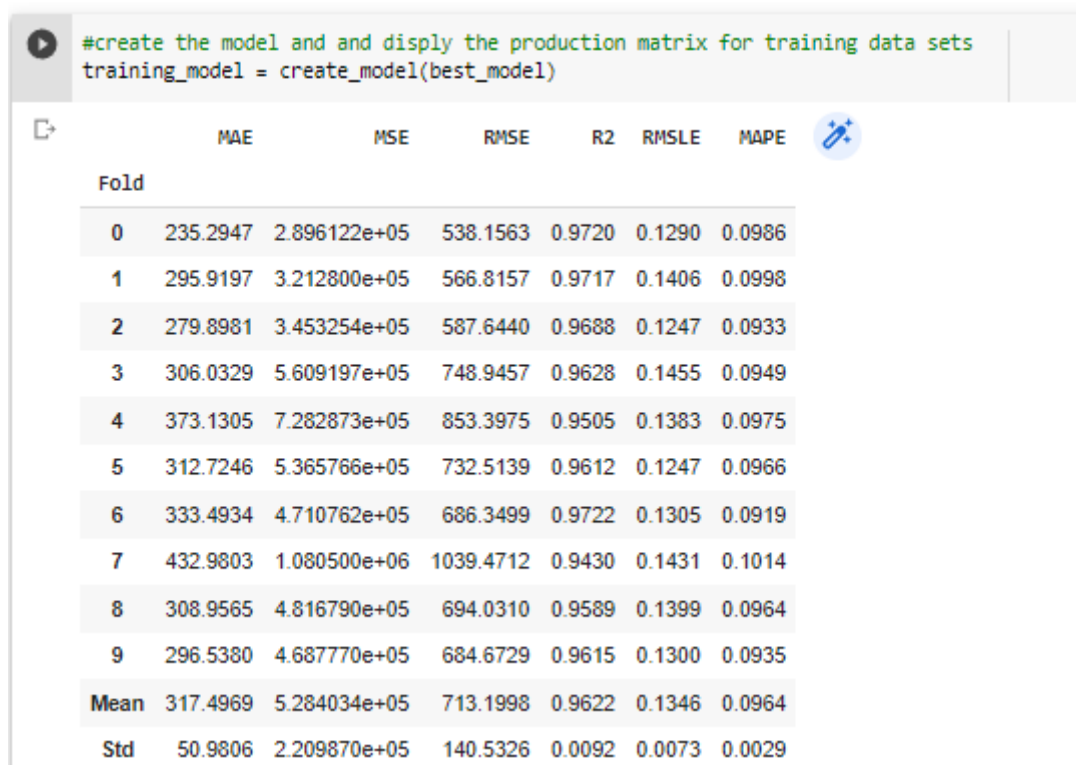 #create the model and and disply the production matrix for training data sets
training_model = create_model(best_model)
MAE MSE RMSE R2 RMSLE MAPE
Fold
0 235.2947 2.896122e+05 538.1563 0.9720 0.1290 0.0986
1 295.9197 3.212800e+05 566.8157 0.9717 0.1406 0.0998
2 279.8981 3.453254e+05 587.6440 0.9688 0.1247 0.0933
3 306.0329 5.609197e+05 748.9457 0.9628 0.1455 0.0949
4 373.1305 7.282873e+05 853.3975 0.9505 0.1383 0.0975
5 312.7246 5.365766e+05 732.5139 0.9612 0.1247 0.0966
6 333.4934 4.710762e+05 686.3499 0.9722 0.1305 0.0919
7 432.9803 1.080500e+06 1039.4712 0.9430 0.1431 0.1014
8 308.9565 4.816790e+05 694.0310 0.9589 0.1399 0.0964
9 296.5380 4.687770e+05 684.6729 0.9615 0.1300 0.0935
Mean 317.4969 5.284034e+05 713.1998 0.9622 0.1346 0.0964
Std 50.9806 2.209870e+05 140.5326 0.0092 0.0073 0.0029